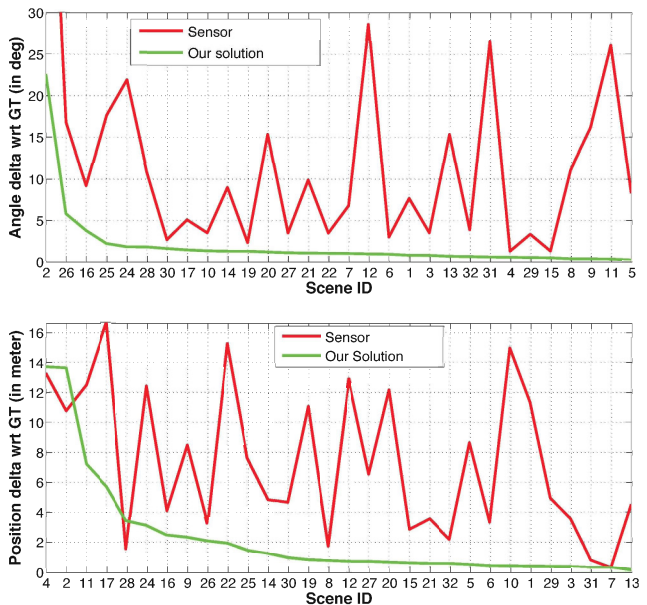 30
25
20
15
10
5
0
Angle delta wrt GT (in deg)
Sensor
Our solution
2 26 16 25 24 28 30 17 10 14 19 20 27 21 22 7 12 6 1 3 13 32 31 4 29 15 8 9 11 5
Scene ID
16
14
12
10
8
6
4
2
0
Position delta wrt GT (in meter)
Sensor
Our Solution
4 2 11 17 28 24 16 9 26 22 25 14 30 19 8 12 27 20 15 21 32 5 6 10 1 29 3 31 7 13
Scene ID